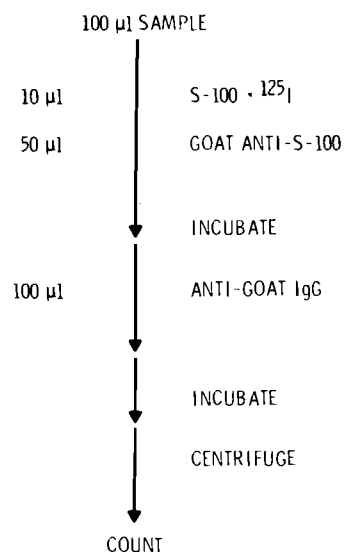 100 µl SAMPLE
10 µl S-100 · ¹²⁵I
50 µl GOAT ANTI-S-100
INCUBATE
100 µl ANTI-GOAT IgG
INCUBATE
CENTRIFUGE
COUNT